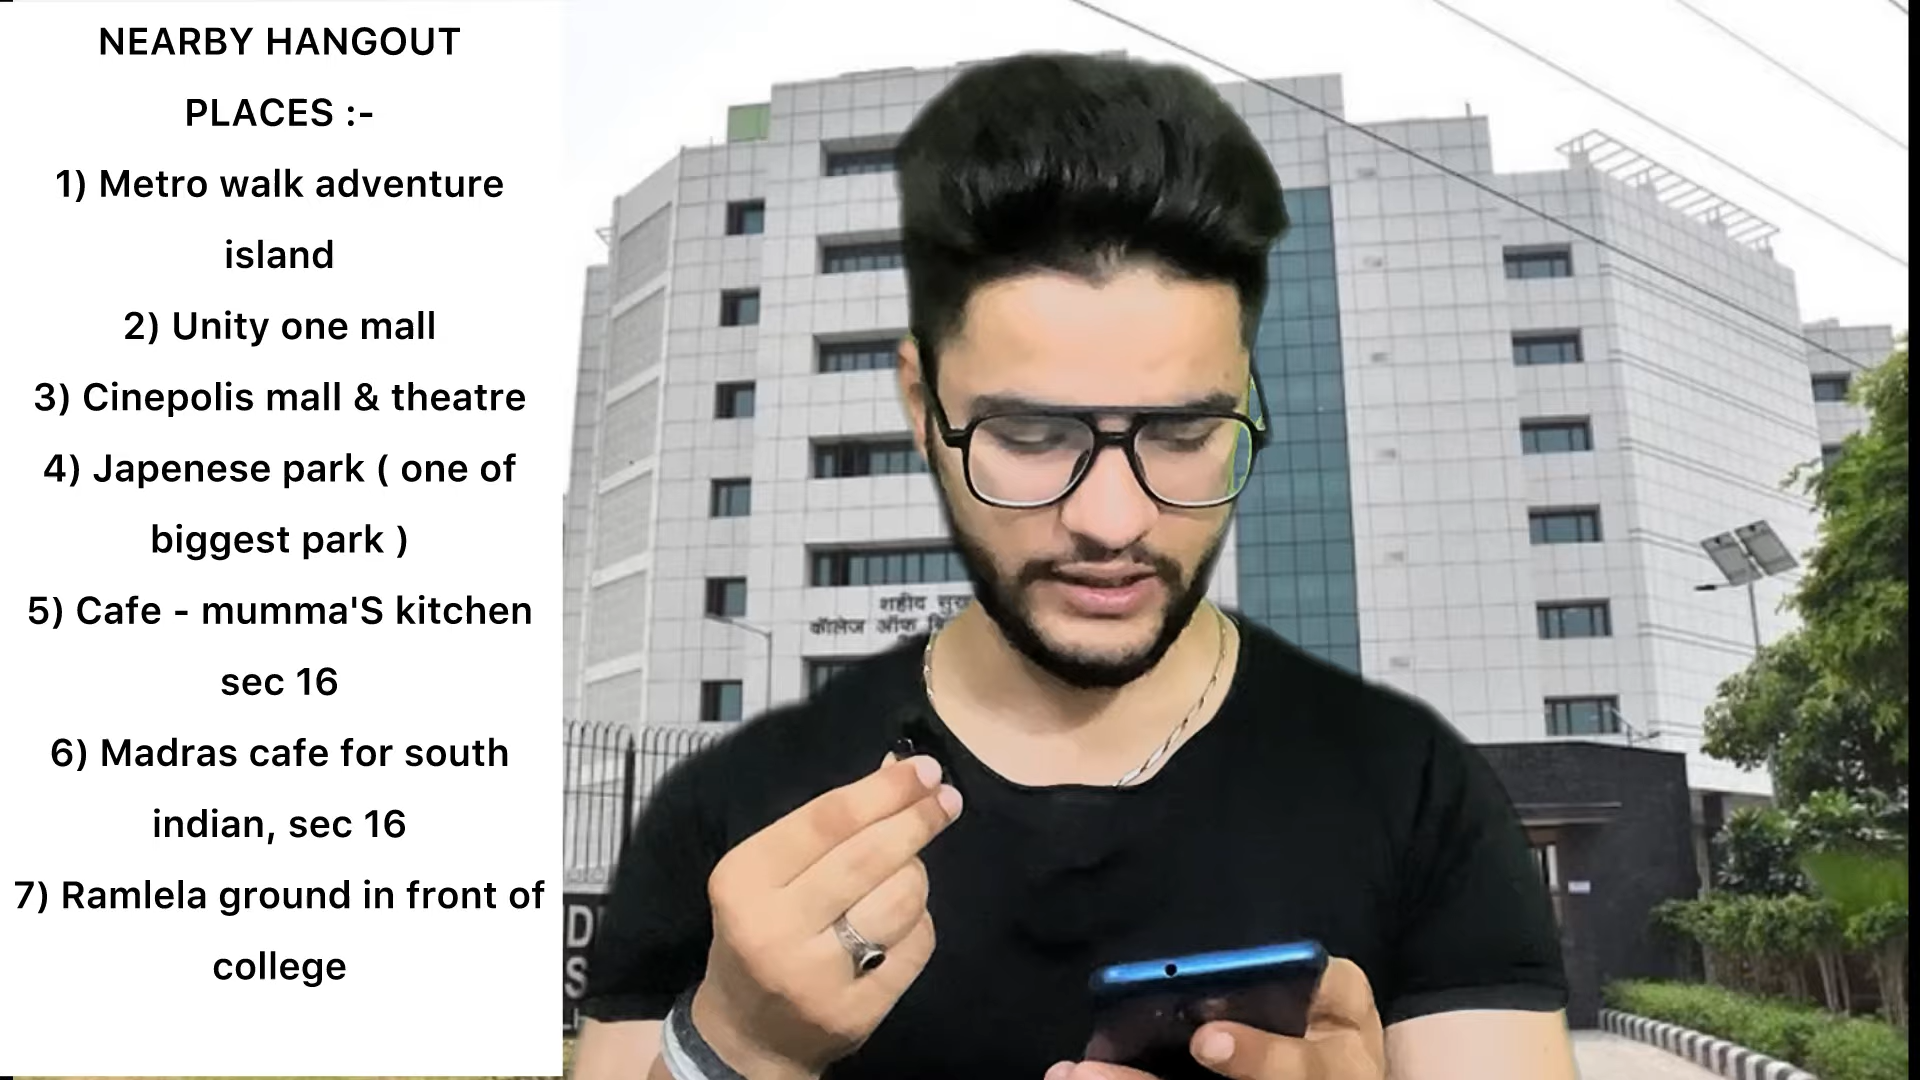 NEARBY HANGOUT
PLACES :-
1) Metro walk adventure
island
2) Unity one mall
3) Cinepolis mall & theatre
4) Japenese park ( one of
biggest park )
5) Cafe - mumma'S kitchen
sec 16
6) Madras cafe for south
indian, sec 16
7) Ramlela ground in front of
college
शहीद
कॉलेज ऑफ
D
S